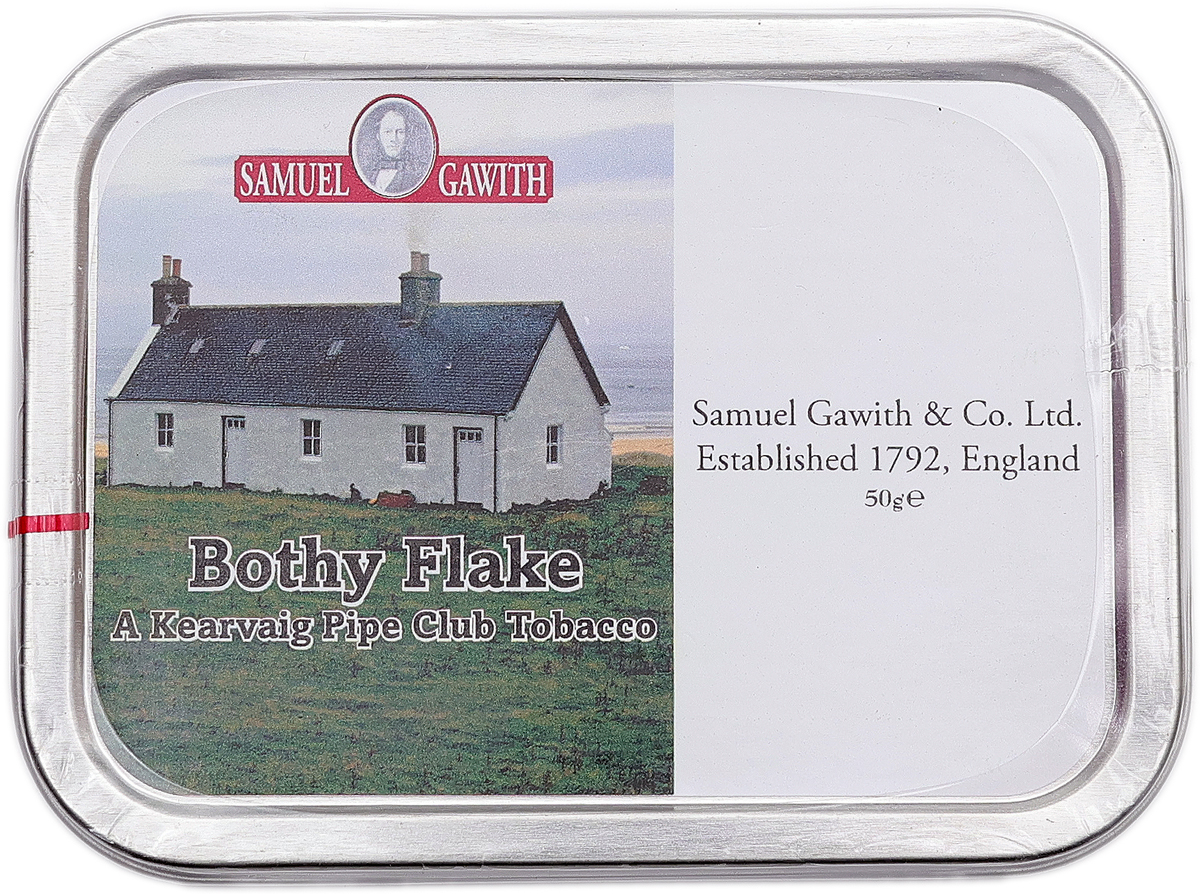 SAMUEL GAWITH
Bothy Flake
A Kearvaig Pipe Club Tobacco
Samuel Gawith & Co. Ltd.
Established 1792, England
50g℮